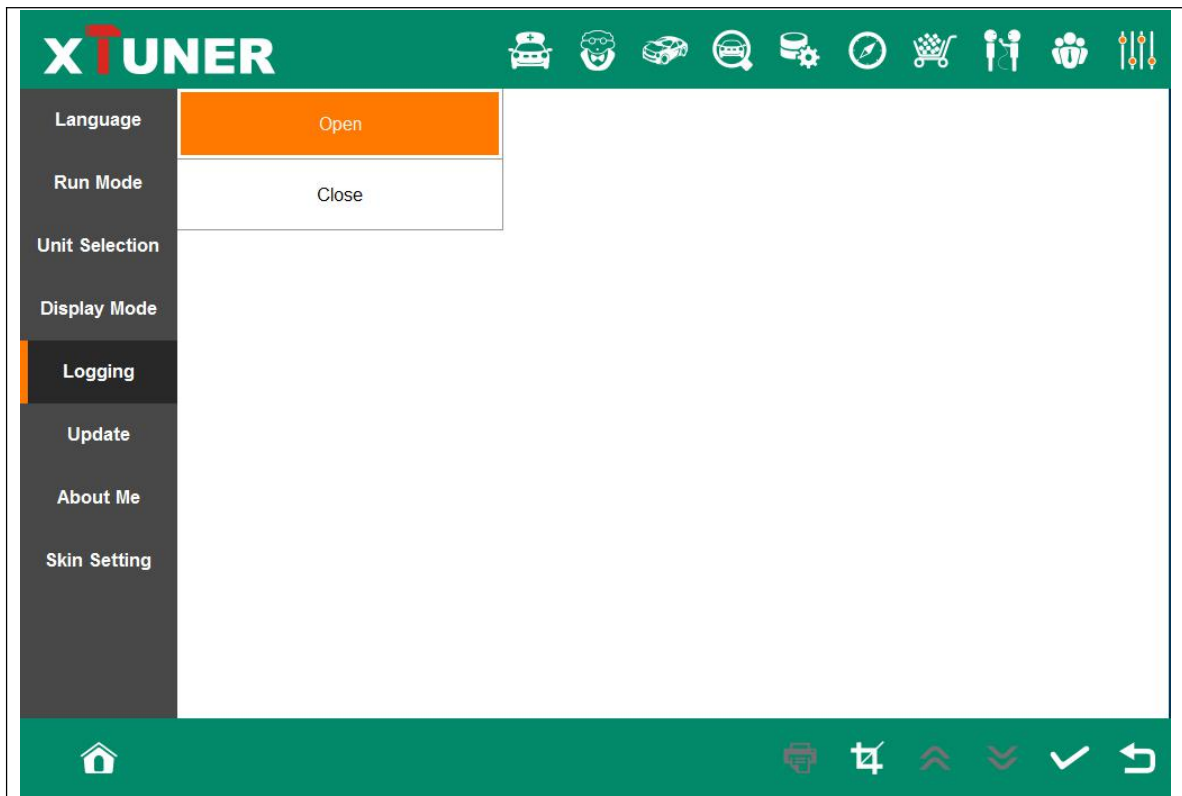 XTUNER
Language
Open
Run Mode
Close
Unit Selection
Display Mode
Logging
Update
About Me
Skin Setting